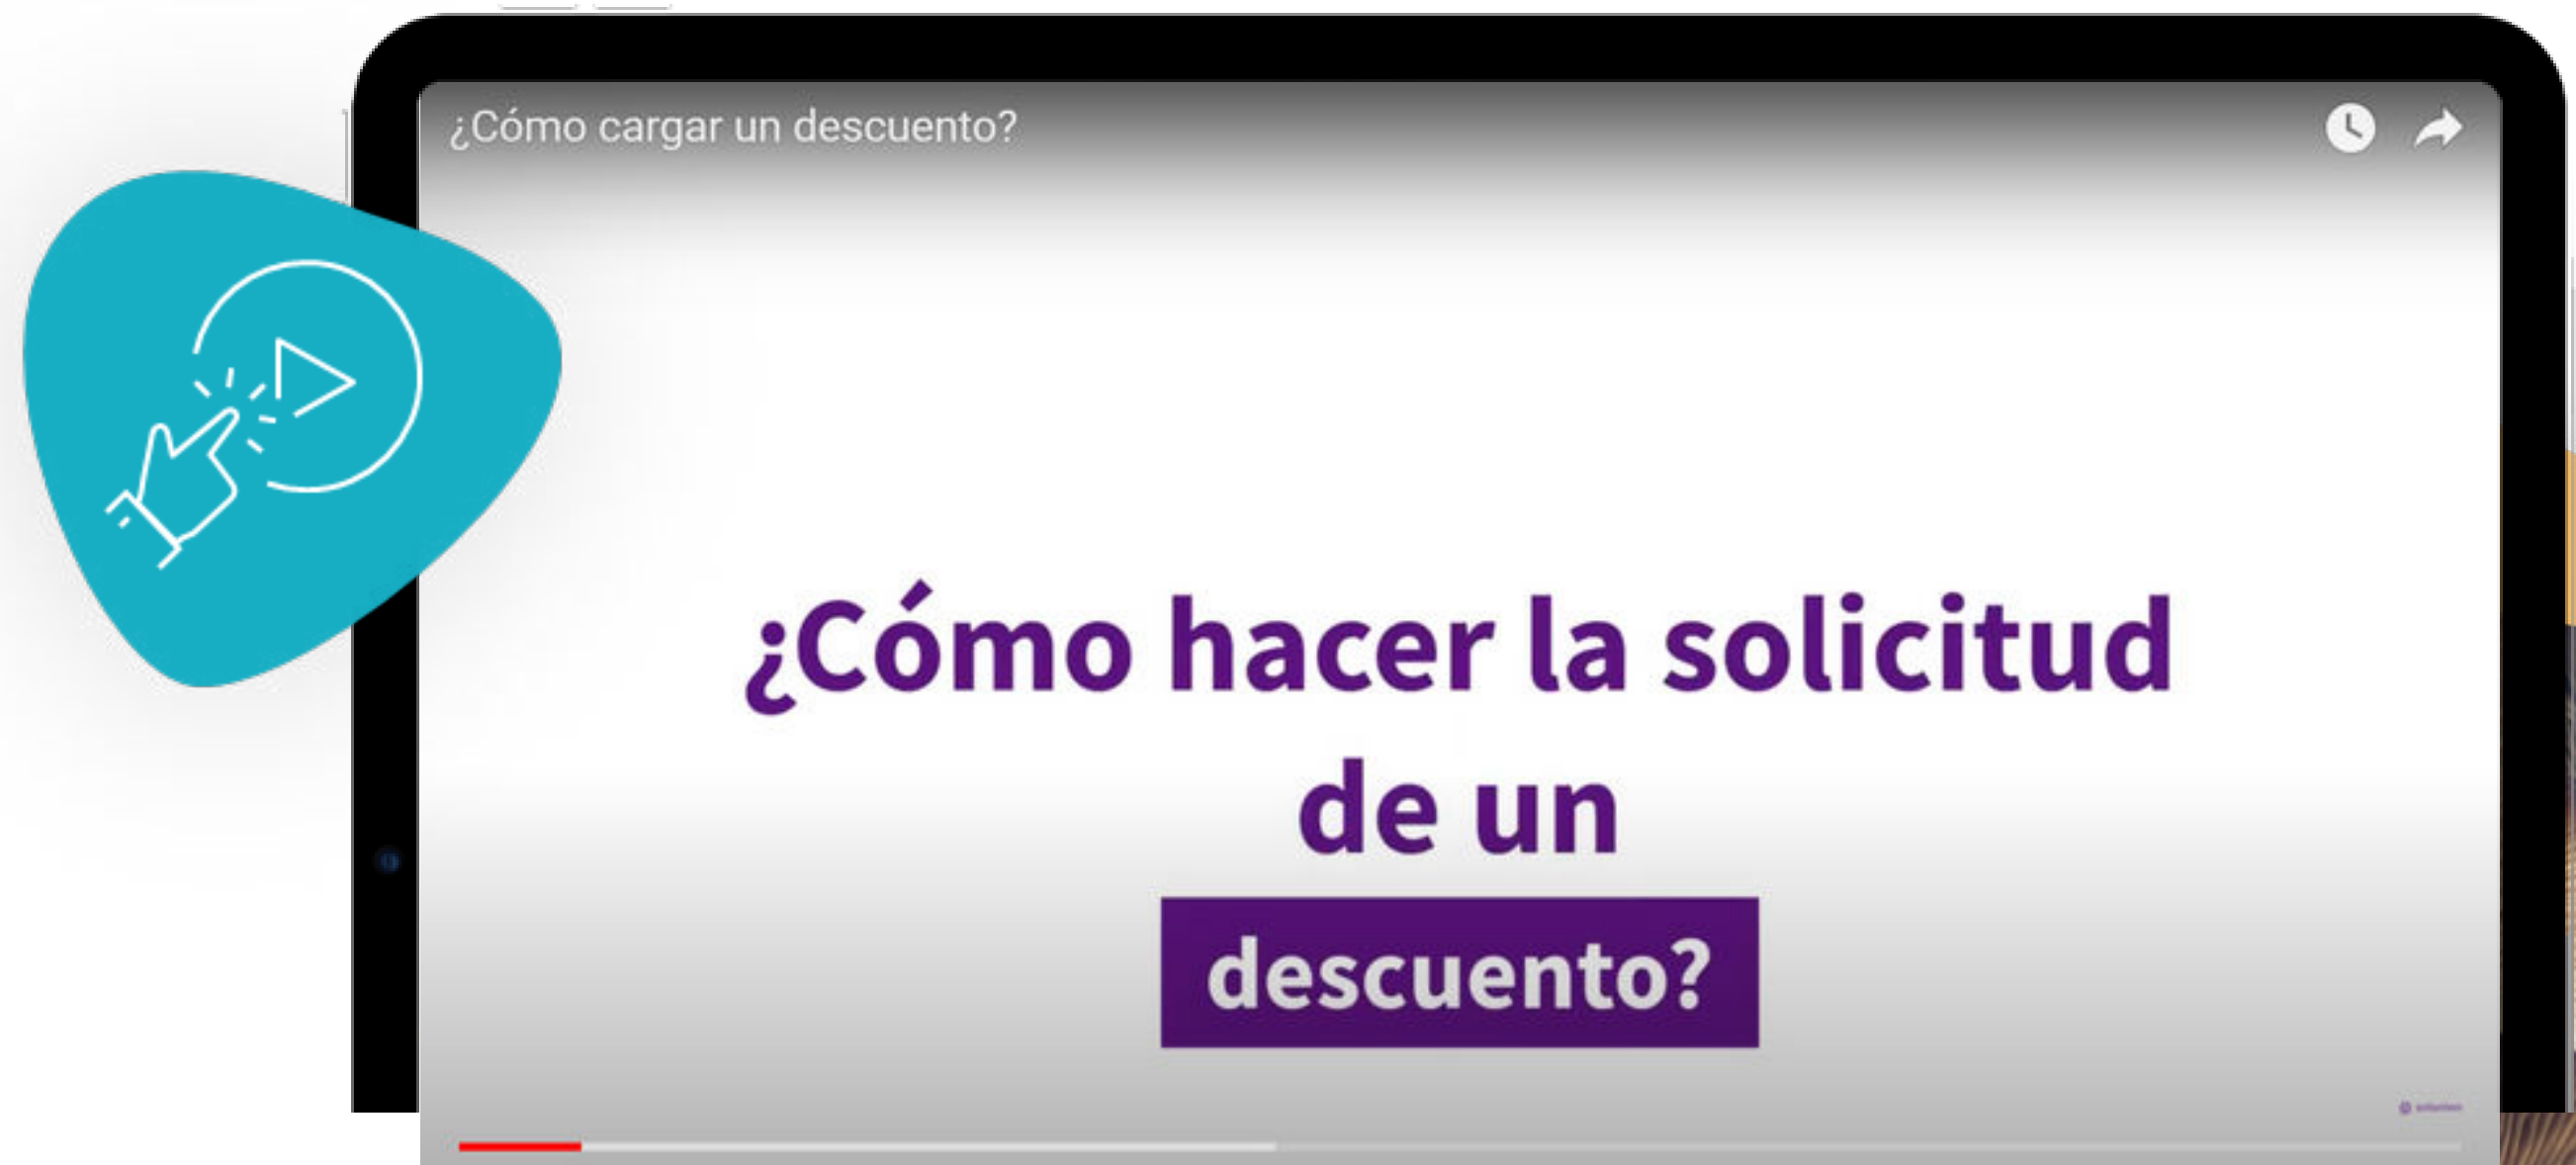 ¿Cómo cargar un descuento?
¿Cómo hacer la solicitud
de un
descuento?